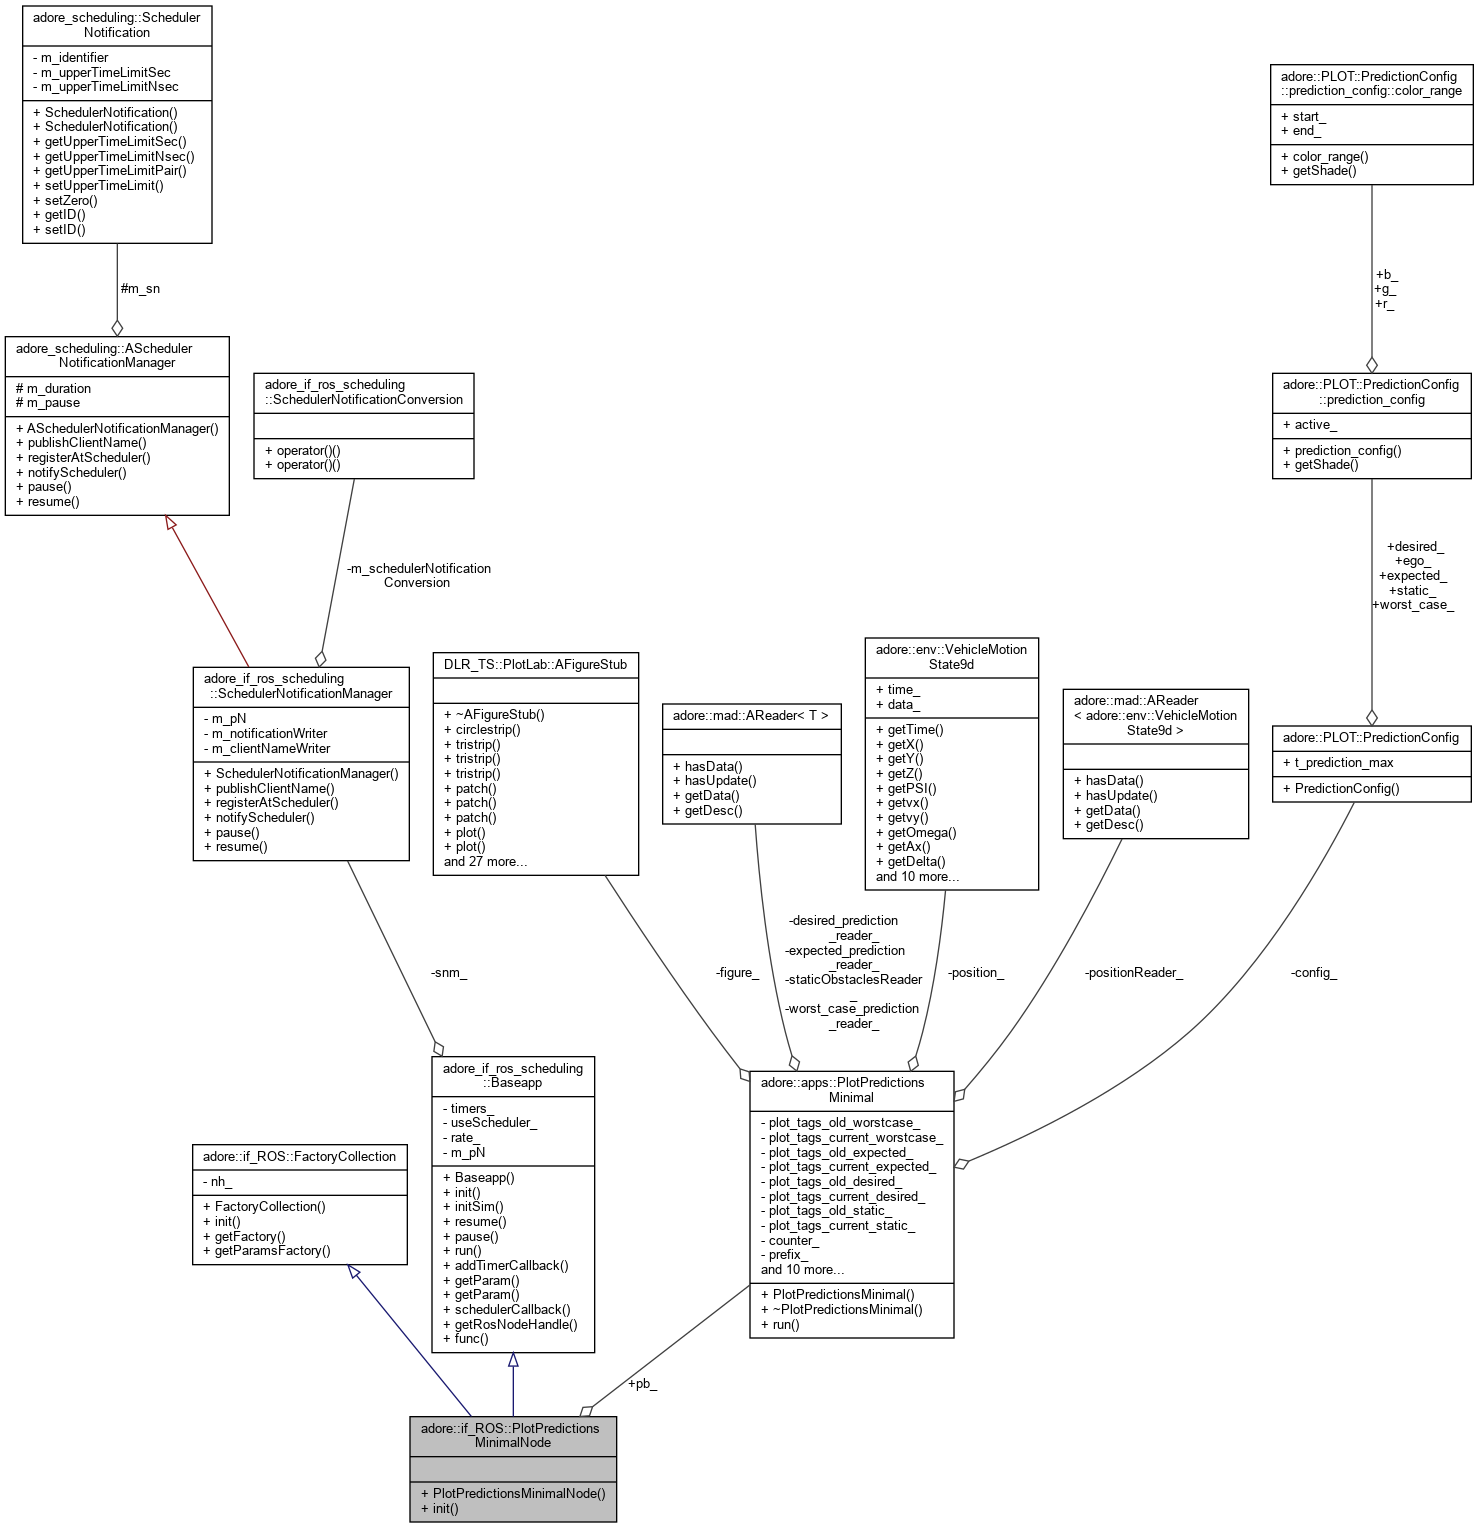 adore_scheduling::Scheduler
Notification
- m_identifier
- m_upperTimeLimitSec
- m_upperTimeLimitNsec
+ SchedulerNotification()
+ SchedulerNotification()
+ getUpperTimeLimitSec()
+ getUpperTimeLimitNsec()
+ getUpperTimeLimitPair()
+ setUpperTimeLimit()
+ setZero()
+ getID()
+ setID()
adore::PLOT::PredictionConfig
::prediction_config::color_range
+ start_
+ end_
+ color_range()
+ getShade()
#m_sn
+b_
+g_
+r_
adore_scheduling::AScheduler
NotificationManager
# m_duration
# m_pause
+ ASchedulerNotificationManager()
+ publishClientName()
+ registerAtScheduler()
+ notifyScheduler()
+ pause()
+ resume()
adore_if_ros_scheduling
::SchedulerNotificationConversion
+ operator()()
+ operator()()
adore::PLOT::PredictionConfig
::prediction_config
+ active_
+ prediction_config()
+ getShade()
-m_schedulerNotification
Conversion
+desired_
+ego_
+expected_
+static_
+worst_case_
adore_if_ros_scheduling
::SchedulerNotificationManager
- m_pN
- m_notificationWriter
- m_clientNameWriter
+ SchedulerNotificationManager()
+ publishClientName()
+ registerAtScheduler()
+ notifyScheduler()
+ pause()
+ resume()
DLR_TS::PlotLab::AFigureStub
+ ~AFigureStub()
+ circlestrip()
+ tristrip()
+ tristrip()
+ tristrip()
+ patch()
+ patch()
+ patch()
+ plot()
+ plot()
and 27 more...
adore::mad::AReader< T >
+ hasData()
+ hasUpdate()
+ getData()
+ getDesc()
adore::env::VehicleMotion
State9d
+ time_
+ data_
+ getTime()
+ getX()
+ getY()
+ getZ()
+ getPSI()
+ getvx()
+ getvy()
+ getOmega()
+ getAx()
+ getDelta()
and 10 more...
adore::mad::AReader
< adore::env::VehicleMotion
State9d >
+ hasData()
+ hasUpdate()
+ getData()
+ getDesc()
adore::PLOT::PredictionConfig
+ t_prediction_max
+ PredictionConfig()
-snm_
-figure_
-desired_prediction
_reader_
-expected_prediction
_reader_
-staticObstaclesReader
_
-worst_case_prediction
_reader_
-position_
-positionReader_
-config_
adore_if_ros_scheduling
::Baseapp
- timers_
- useScheduler_
- rate_
- m_pN
+ Baseapp()
+ init()
+ initSim()
+ resume()
+ pause()
+ run()
+ addTimerCallback()
+ getParam()
+ getParam()
+ schedulerCallback()
+ getRosNodeHandle()
+ func()
adore::apps::PlotPredictions
Minimal
- plot_tags_old_worstcase_
- plot_tags_current_worstcase_
- plot_tags_old_expected_
- plot_tags_current_expected_
- plot_tags_old_desired_
- plot_tags_current_desired_
- plot_tags_old_static_
- plot_tags_current_static_
- counter_
- prefix_
and 10 more...
+ PlotPredictionsMinimal()
+ ~PlotPredictionsMinimal()
+ run()
adore::if_ROS::FactoryCollection
- nh_
+ FactoryCollection()
+ init()
+ getFactory()
+ getParamsFactory()
+pb_
adore::if_ROS::PlotPredictions
MinimalNode
+ PlotPredictionsMinimalNode()
+ init()